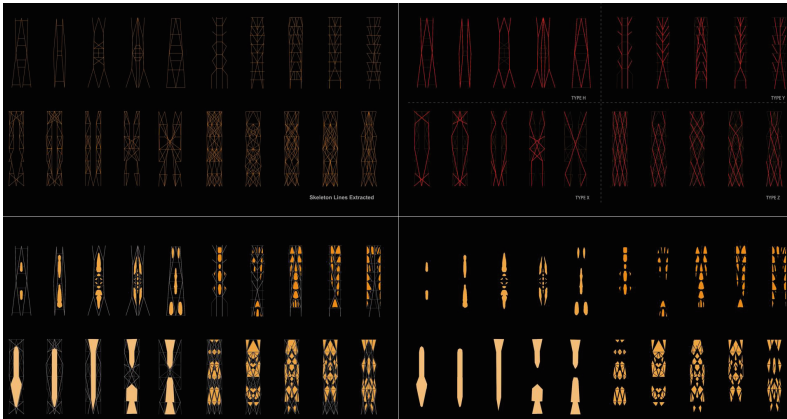 TYPE H
TYPE Y
Skeleton Lines Extracted
TYPE X
TYPE Z